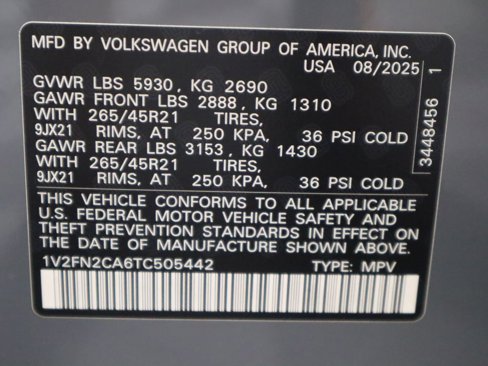 MFD BY VOLKSWAGEN GROUP OF AMERICA, INC.
USA 08/2025
GVWR LBS 5930, KG 2690
GAWR FRONT LBS 2888, KG 1310
WITH 265/45R21 TIRES,
9JX21 RIMS, AT 250 KPA, 36 PSI COLD
GAWR REAR LBS 3153, KG 1430
WITH 265/45R21 TIRES,
9JX21 RIMS, AT 250 KPA, 36 PSI COLD
THIS VEHICLE CONFORMS TO ALL APPLICABLE
U.S. FEDERAL MOTOR VEHICLE SAFETY AND
THEFT PREVENTION STANDARDS IN EFFECT ON
THE DATE OF MANUFACTURE SHOWN ABOVE.
1V2FN2CA6TC505442 TYPE: MPV
3448456 1